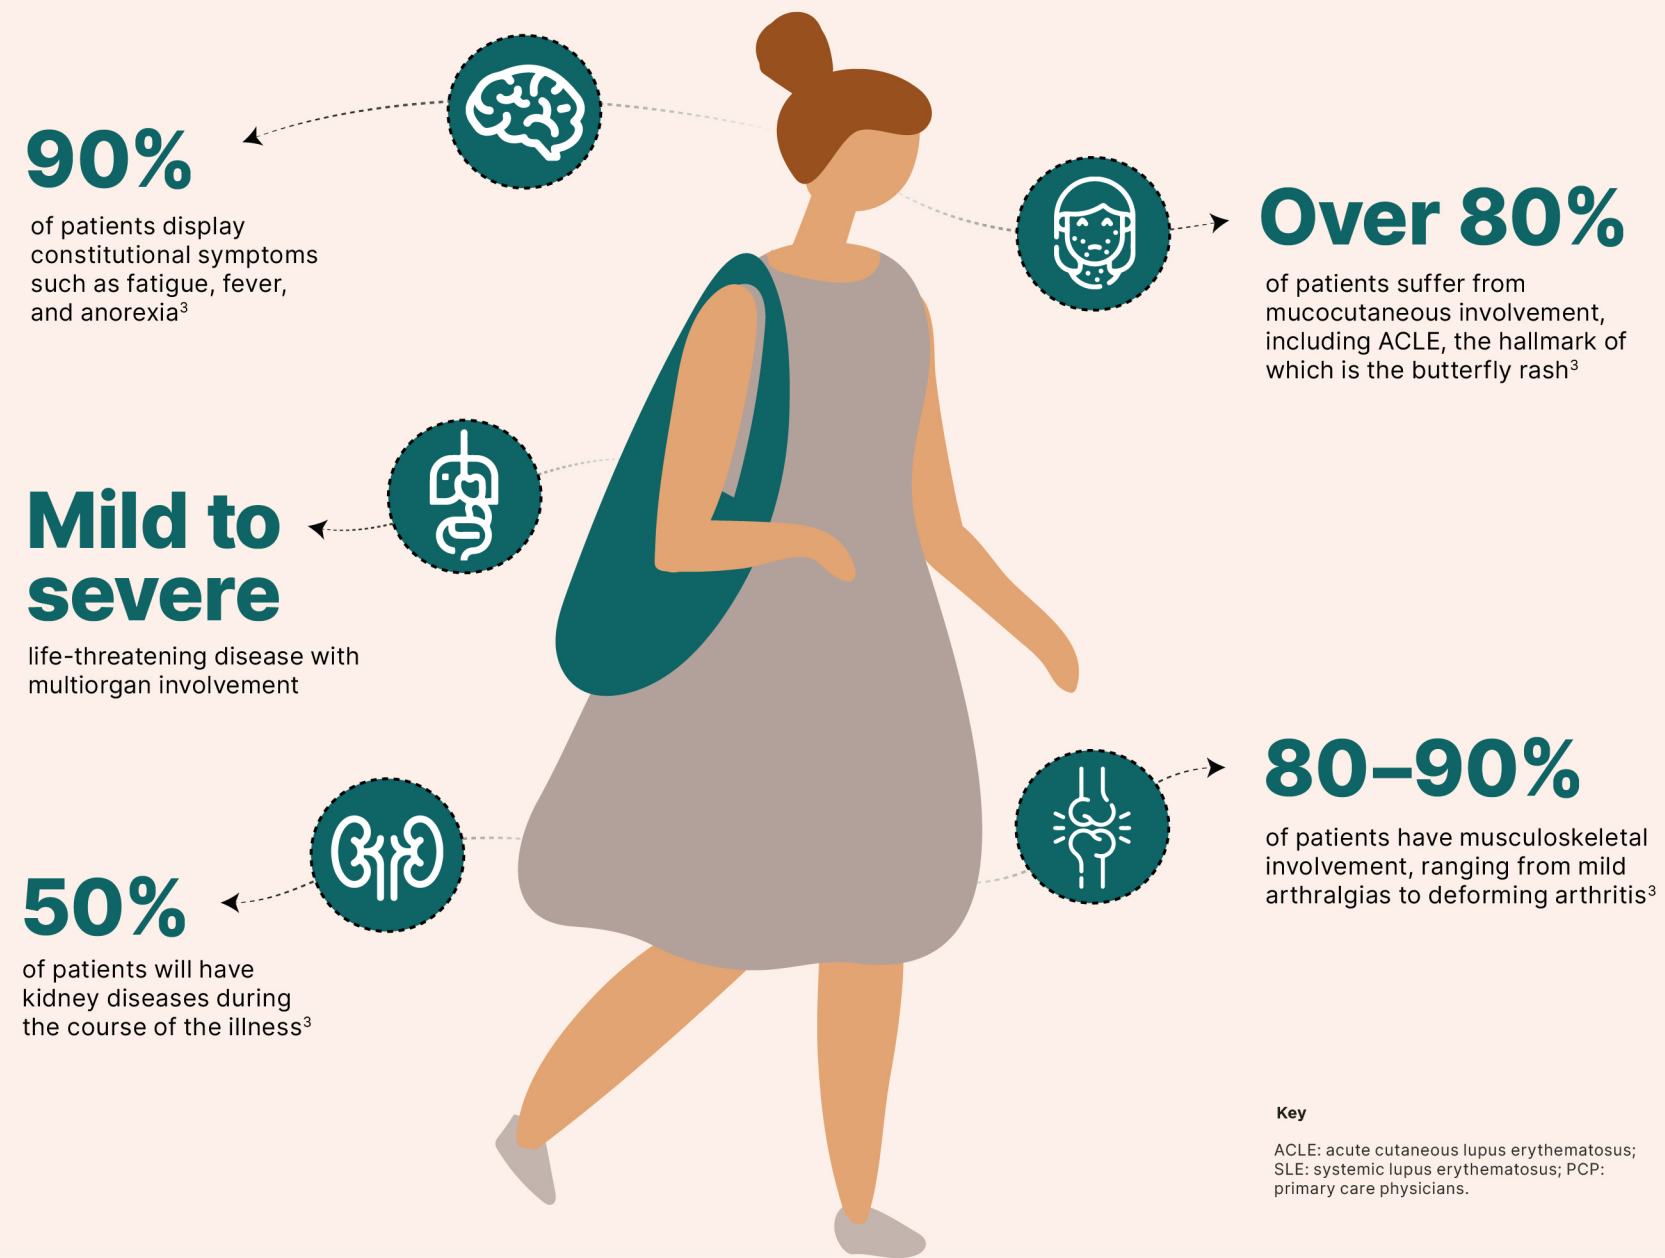 90%
of patients display
constitutional symptoms
such as fatigue, fever,
and anorexia³
Over 80%
of patients suffer from
mucocutaneous involvement,
including ACLE, the hallmark of
which is the butterfly rash³
Mild to
severe
life-threatening disease with
multiorgan involvement
80–90%
of patients have musculoskeletal
involvement, ranging from mild
arthralgias to deforming arthritis³
50%
of patients will have
kidney diseases during
the course of the illness³
Key
ACLE: acute cutaneous lupus erythematosus;
SLE: systemic lupus erythematosus; PCP:
primary care physicians.